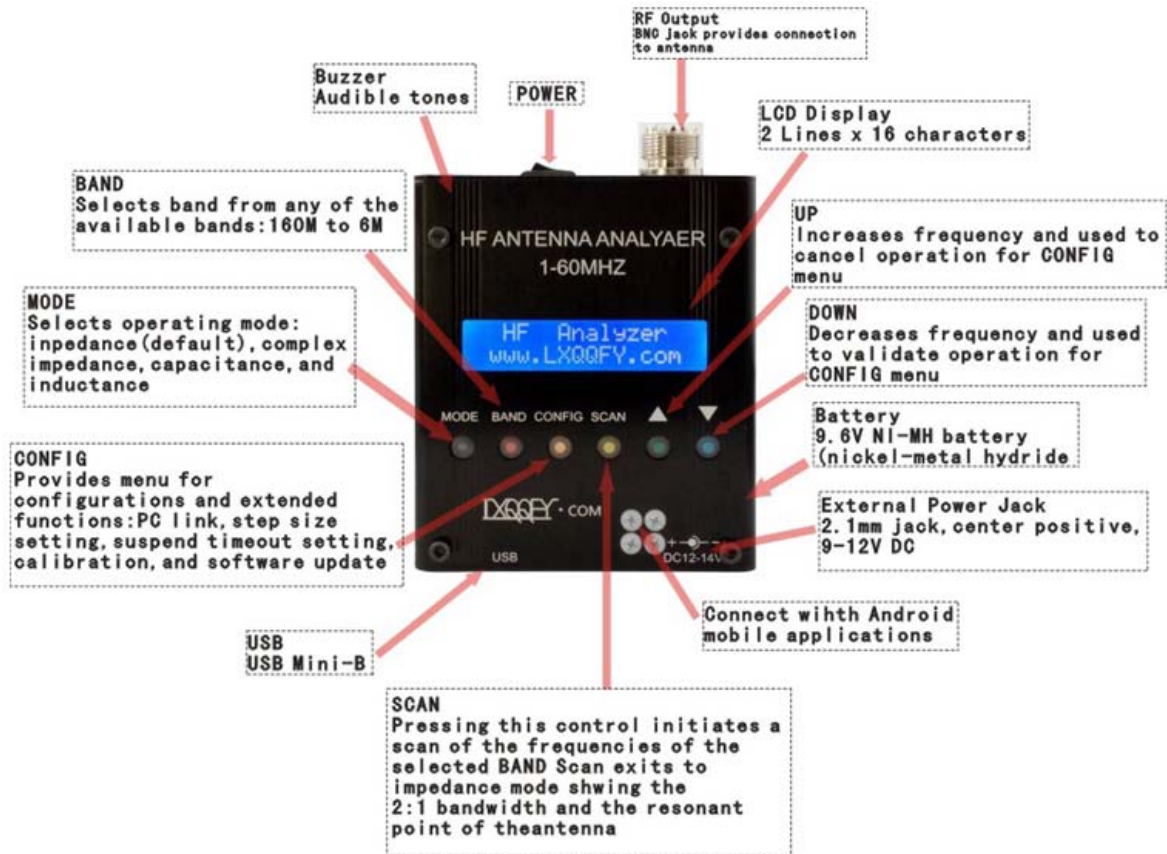 RF Output
BNC jack provides connection
to antenna
Buzzer
Audible tones
POWER
LCD Display
2 Lines x 16 characters
BAND
Selects band from any of the
available bands:160M to 6M
UP
Increases frequency and used to
cancel operation for CONFIG
menu
MODE
Selects operating mode:
inpedance(default),complex
impedance,capacitance,and
inductance
DOWN
Decreases frequency and used
to validate operation for
CONFIG menu
HF ANTENNA ANALYAER
1-60MHZ
HF Analyzer
www.LXQQFY.com
MODE BAND CONFIG SCAN ▲ ▼
Battery
9.6V NI-MH battery
(nickel-metal hydride
CONFIG
Provides menu for
configurations and extended
functions:PC link,step size
setting,suspend timeout setting,
calibration,and software update
LXQQFY·COM
External Power Jack
2.1mm jack,center positive,
9-12V DC
+ -
USB
DC12-14V
Connect wihth Android
mobile applications
USB
USB Mini-B
SCAN
Pressing this control initiates a
scan of the frequencies of the
selected BAND Scan exits to
impedance mode shwing the
2:1 bandwidth and the resonant
point of theantenna